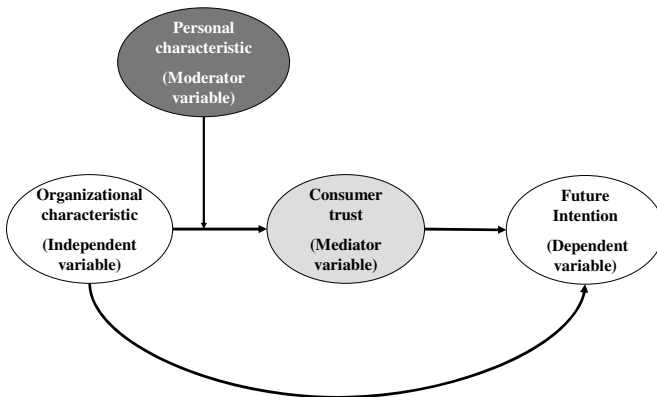 Personal
characteristic
(Moderator
variable)
Organizational
characteristic
(Independent
variable)
Consumer
trust
(Mediator
variable)
Future
Intention
(Dependent
variable)